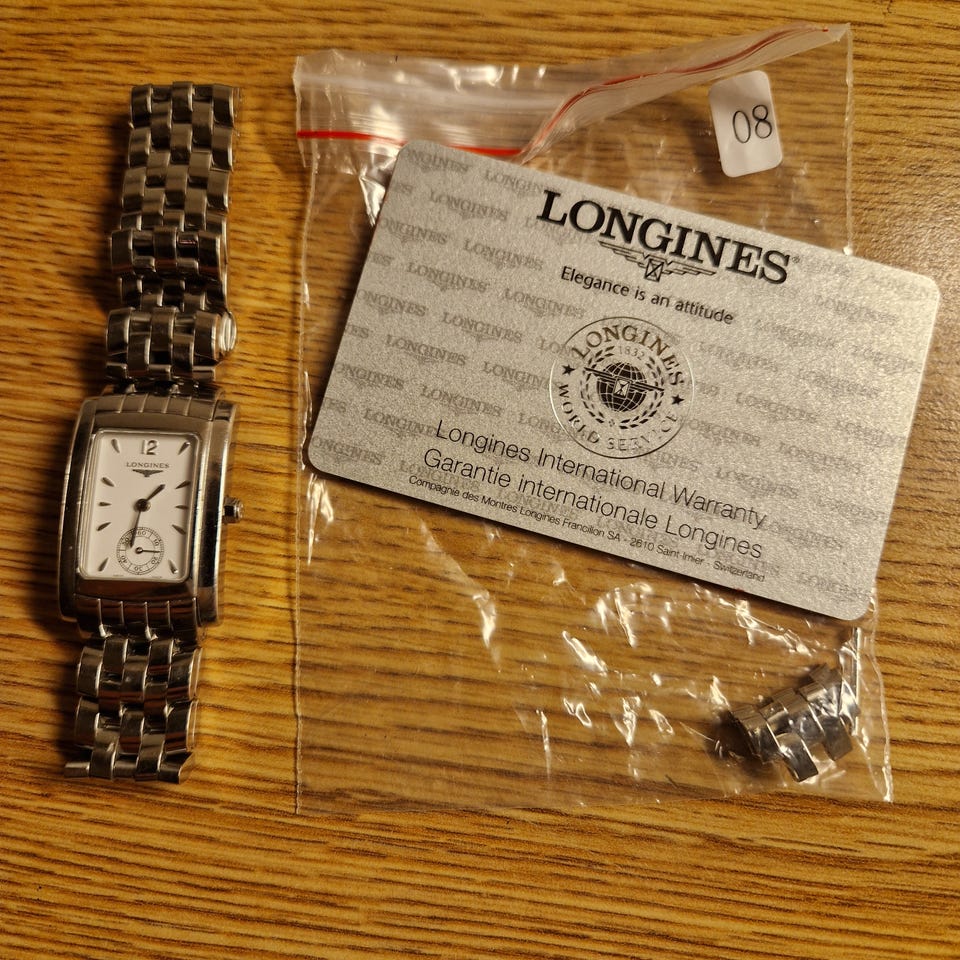 08
LONGINES
Elegance is an attitude
LONGINES
1832
WORLD SERVICE
Longines International Warranty
Garantie internationale Longines
Compagnie des Montres Longines Francillon SA - 2610 Saint-Imier - Switzerland
12
LONGINES
60